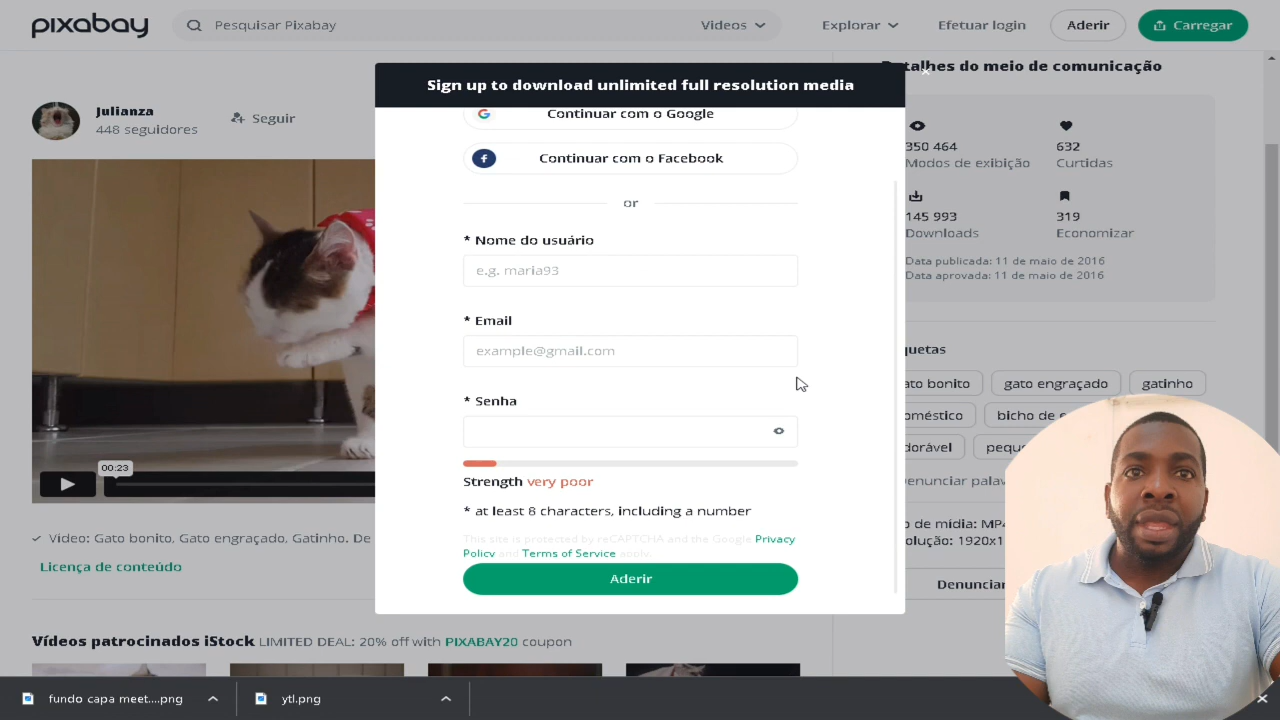 pixabay
Pesquisar Pixabay
Videos
Explorar
Efetuar login
Aderir
Carregar
Julianza
448 seguidores
Seguir
00:23
Video: Gato bonito, Gato engraçado, Gatinho. De
Licença de conteúdo
Vídeos patrocinados iStock LIMITED DEAL: 20% off with PIXABAY20 coupon
Sign up to download unlimited full resolution media
Continuar com o Google
Continuar com o Facebook
or
* Nome do usuário
e.g. maria93
* Email
example@gmail.com
* Senha
Strength very poor
* at least 8 characters, including a number
This site is protected by reCAPTCHA and the Google Privacy
Policy and Terms of Service apply.
Aderir
talhes do meio de comunicação
350 464
Modos de exibição
632
Curtidas
145 993
Downloads
319
Economizar
Data publicada: 11 de maio de 2016
Data aprovada: 11 de maio de 2016
quetas
ato bonito
gato engraçado
gatinho
oméstico
bicho de e
dorável
peque
Denunciar palav
o de mídia: MP4
olução: 1920x1
Denunciar
fundo capa meet....png
ytl.png